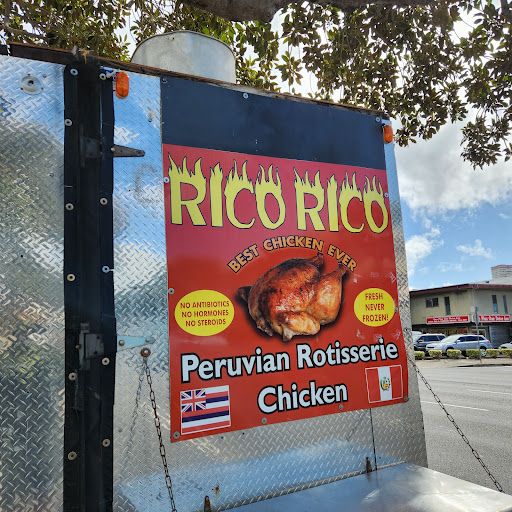 RICO RICO
BEST CHICKEN EVER
NO ANTIBIOTICS
NO HORMONES
NO STEROIDS
FRESH
NEVER
FROZEN!
Peruvian Rotisserie
Chicken